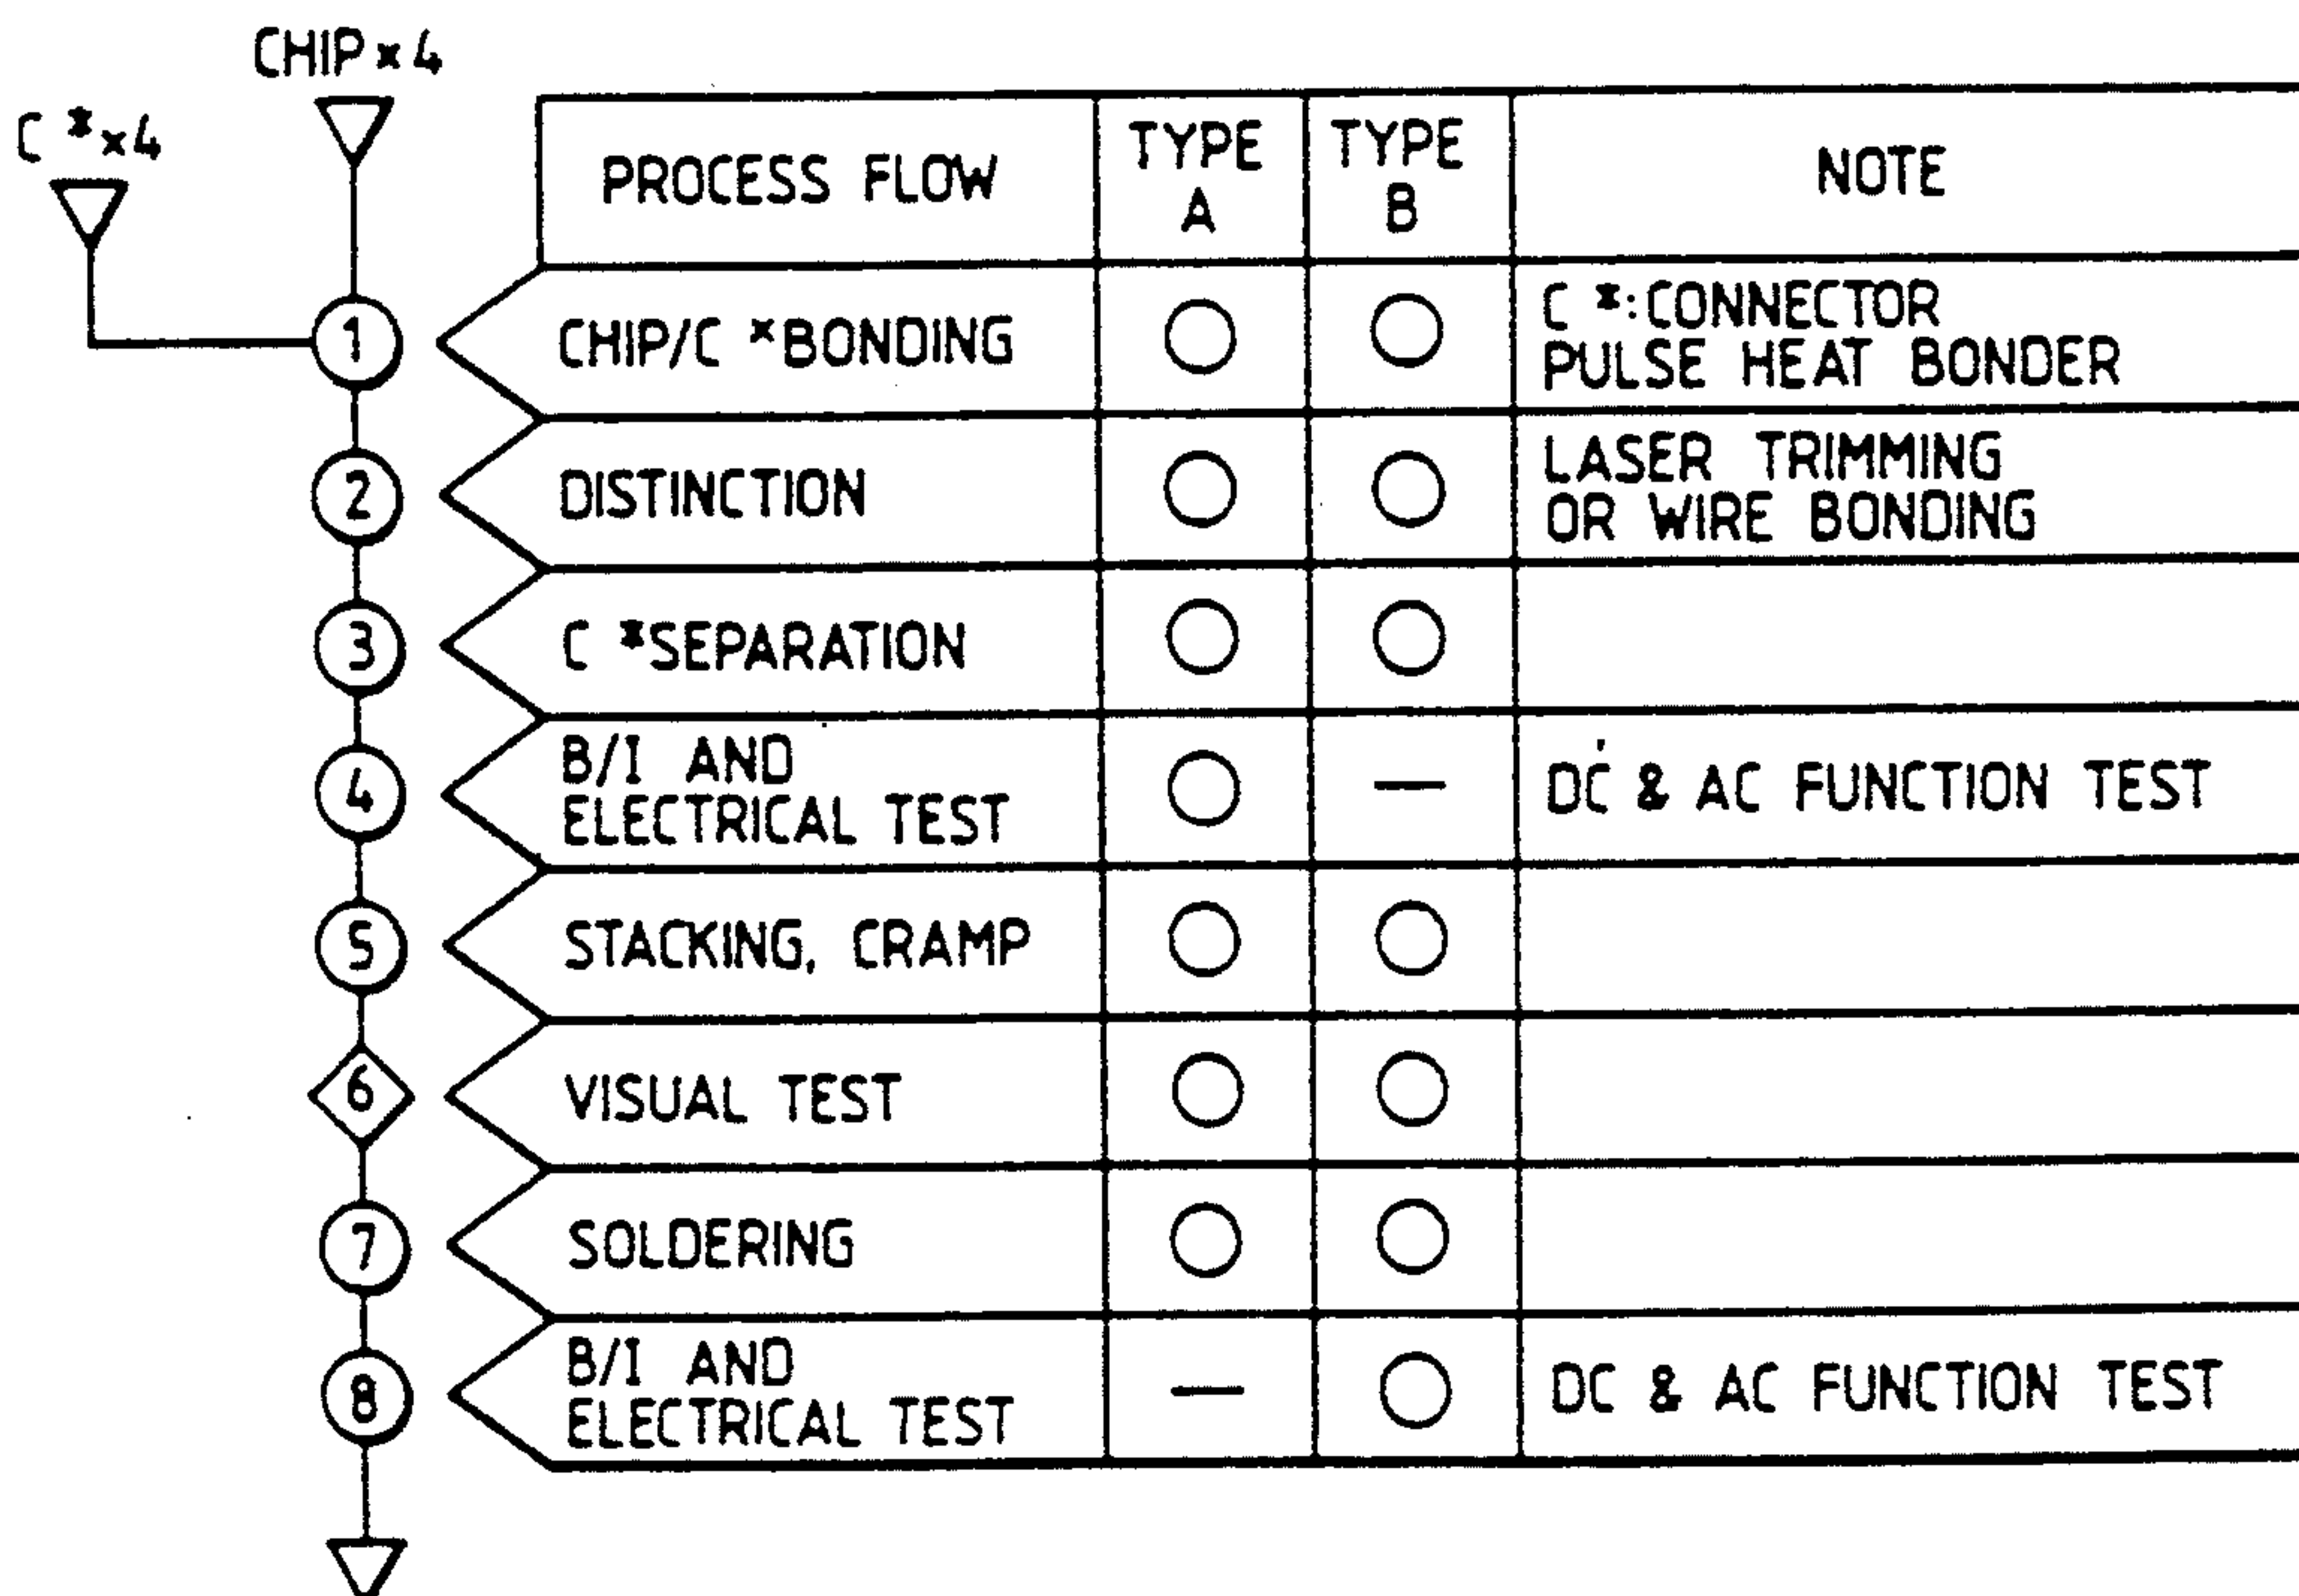 CHIP×4
C*×4
PROCESS FLOW
TYPE
A
TYPE
B
NOTE
1
CHIP/C *BONDING
C *:CONNECTOR
PULSE HEAT BONDER
2
DISTINCTION
LASER TRIMMING
OR WIRE BONDING
3
C *SEPARATION
4
B/I AND
ELECTRICAL TEST
—
DC & AC FUNCTION TEST
5
STACKING, CRAMP
6
VISUAL TEST
7
SOLDERING
8
B/I AND
ELECTRICAL TEST
—
DC & AC FUNCTION TEST